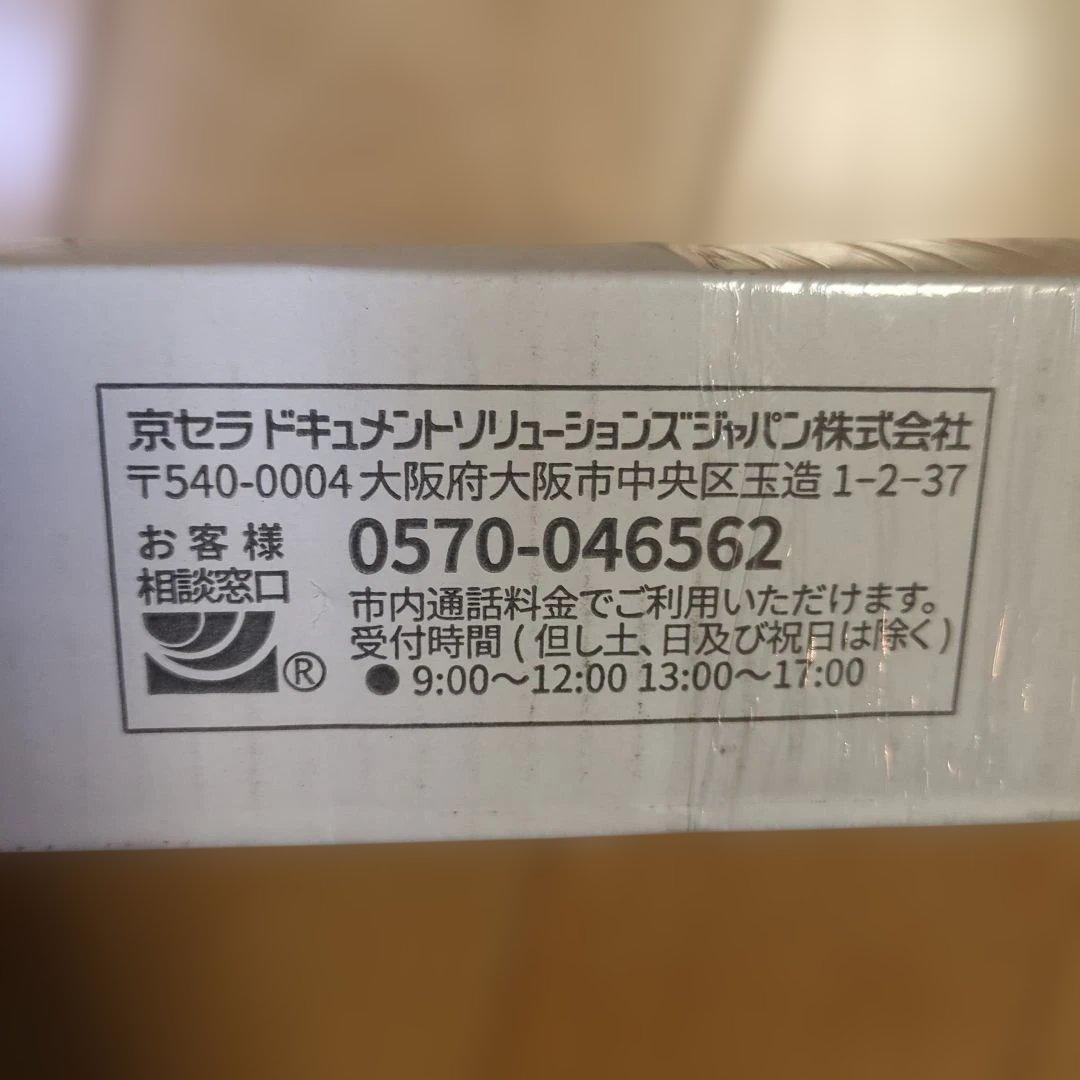 京セラドキュメントソリューションズジャパン株式会社
〒540-0004 大阪府大阪市中央区玉造 1-2-37
お客様
相談窓口
0570-046562
市内通話料金でご利用いただけます。
受付時間 ( 但し土、日及び祝日は除く )
● 9:00～12:00 13:00～17:00
®